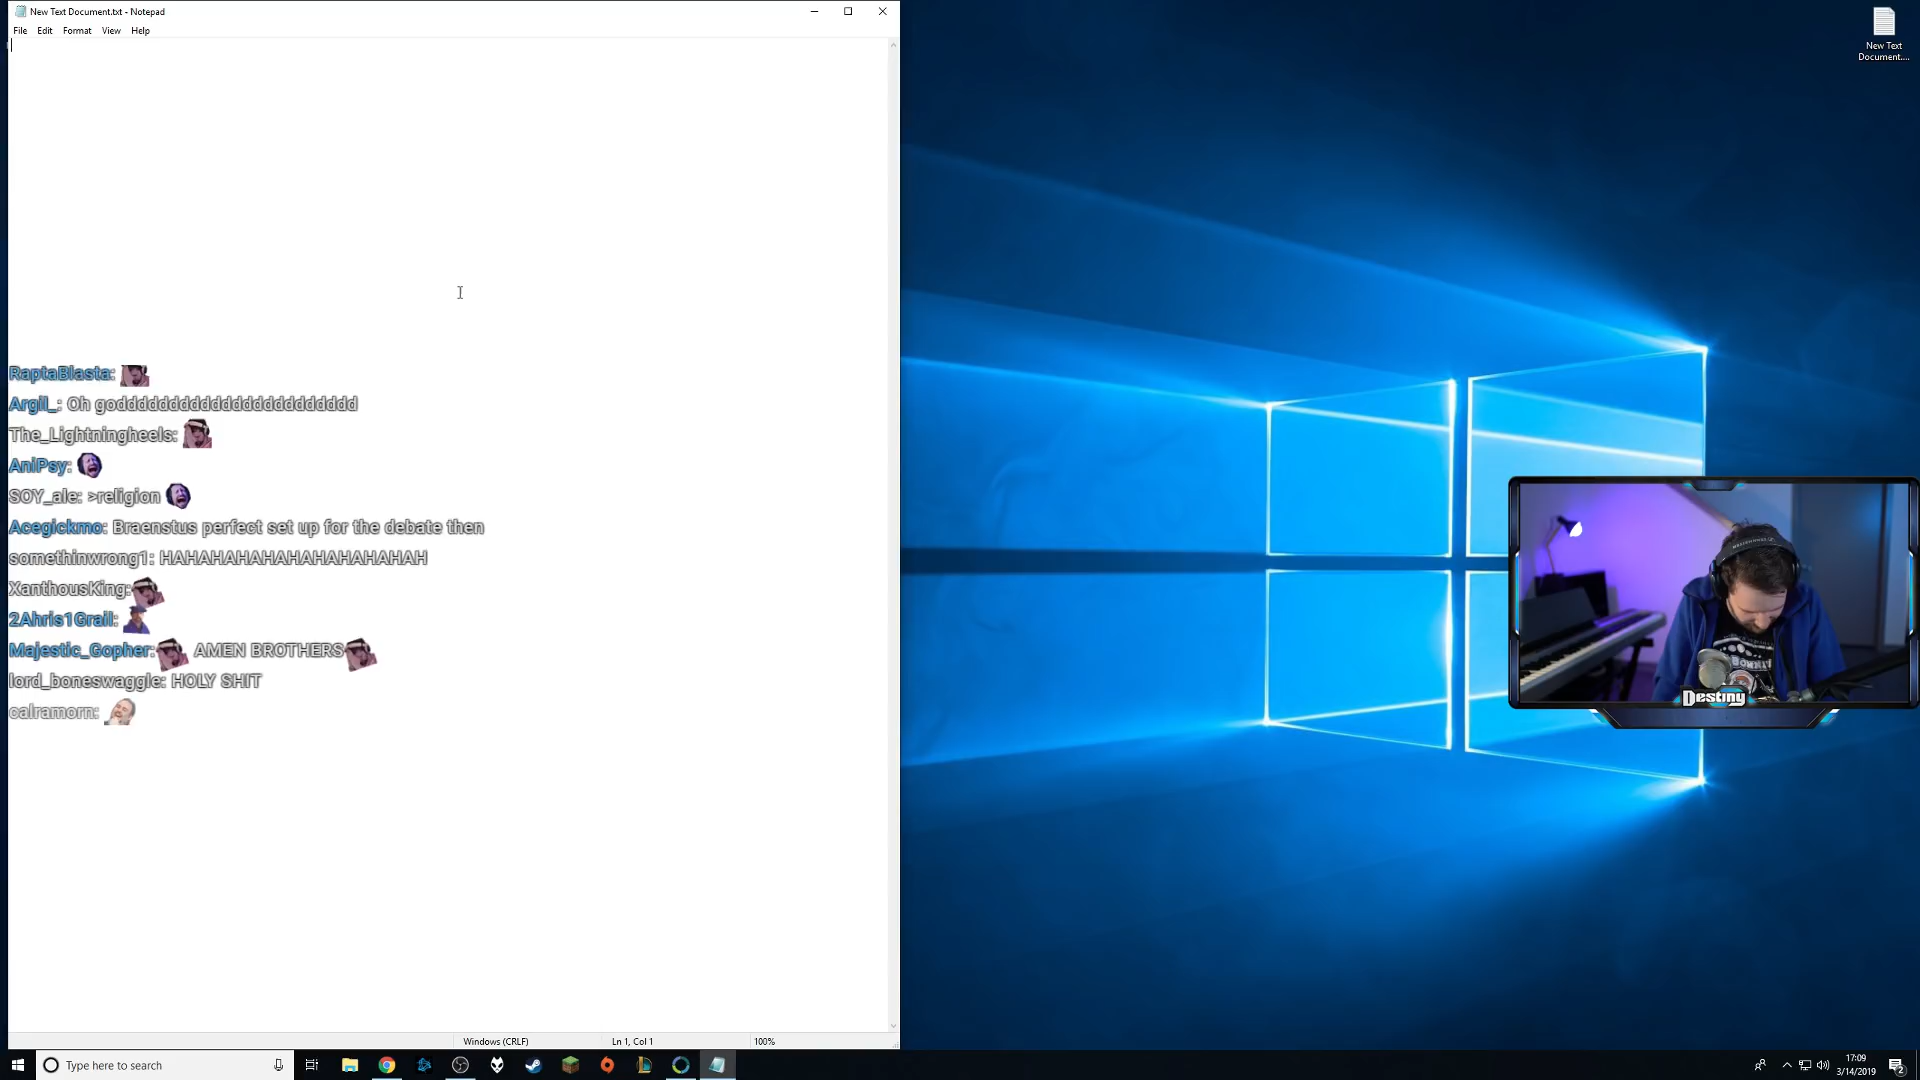 New Text Document.txt - Notepad
File Edit Format View Help
New Text
Document....
RaptaBlasta:
Argil_: Oh godddddddddddddddddddddddd
The_Lightningheels:
AniPsy:
SOY_ale: >religion
Acegickmo: Braenstus perfect set up for the debate then
somethinwrong1: HAHAHAHAHAHAHAHAHAHAH
XanthousKing:
2Ahris1Grail:
Majestic_Gopher: AMEN BROTHERS
lord_boneswaggle: HOLY SHIT
calramorn:
Destiny
Windows (CRLF) Ln 1, Col 1 100%
Type here to search
17:09
3/14/2019
2